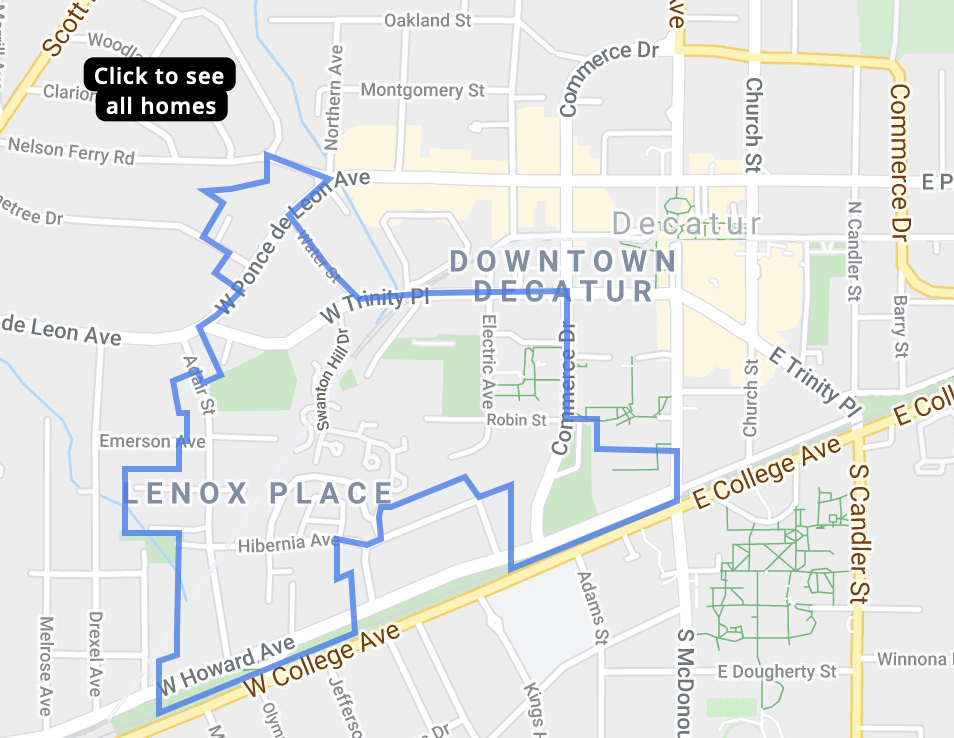 Oakland St
Scott
Ave
Woodl
Commerce Dr
Click to see
all homes
Clarion
Montgomery St
Northern Ave
Church St
Commerce Dr
Nelson Ferry Rd
W Ponce de Leon Ave
E P
etree Dr
Decatur
N Candler St
Water St
DOWNTOWN
DECATUR
W Trinity Pl
Barry St
de Leon Ave
Electric Ave
Commerce Dr
Swanton Hill Dr
E Trinity Pl
Adair St
Church St
Robin St
E Coll
Emerson Ave
E College Ave
LENOX PLACE
S Candler St
Hibernia Ave
Adams St
Melrose Ave
Drexel Ave
W Howard Ave
W College Ave
S McDonou
E Dougherty St
Winnona
Jefferso
Kings H
Olym
s Dr
M